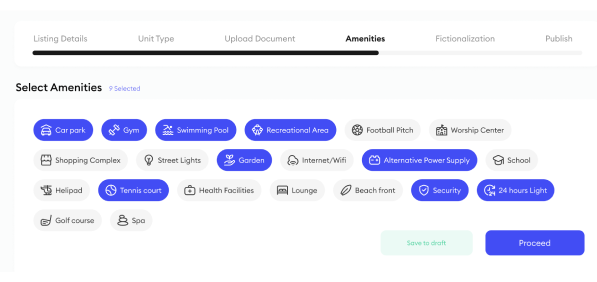 Listing Details Unit Type Upload Document Amenities Fictionalization Publish
Select Amenities 9 Selected
Car park Gym Swimming Pool Recreational Area Football Pitch Worship Center
Shopping Complex Street Lights Garden Internet/Wifi Alternative Power Supply School
Helipad Tennis court Health Facilities Lounge Beach front Security 24 hours Light
Golf course Spa
Save to draft Proceed